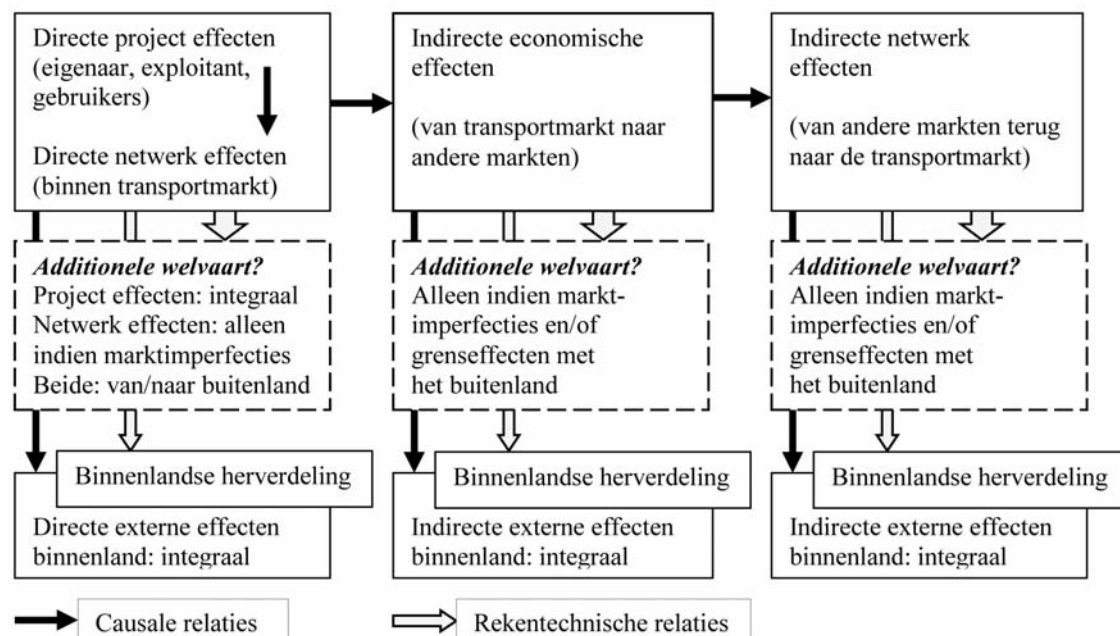 Directe project effecten
(eigenaar, exploitant,
gebruikers)
Directe netwerk effecten
(binnen transportmarkt)
Indirecte economische
effecten
(van transportmarkt naar
andere markten)
Indirecte netwerk
effecten
(van andere markten terug
naar de transportmarkt)
Additionele welvaart?
Project effecten: integraal
Netwerk effecten: alleen
indien marktimperfecties
Beide: van/naar buitenland
Additionele welvaart?
Alleen indien markt-
imperfecties en/of
grenseffecten met
het buitenland
Additionele welvaart?
Alleen indien markt-
imperfecties en/of
grenseffecten met
het buitenland
Binnenlandse herverdeling
Binnenlandse herverdeling
Binnenlandse herverdeling
Directe externe effecten
binnenland: integraal
Indirecte externe effecten
binnenland: integraal
Indirecte externe effecten
binnenland: integraal
Causale relaties
Rekentechnische relaties